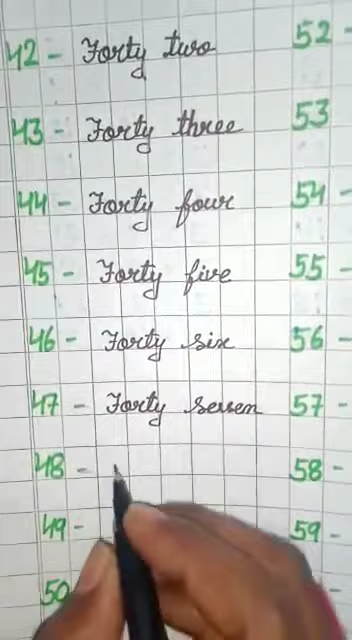 42 - Forty two 52 -
43 - Forty three 53
44 - Forty four 54 -
45 - Forty five 55 -
46 - Forty six 56 -
47 - Forty seven 57 -
48 - 58 -
49 - 59 -
50